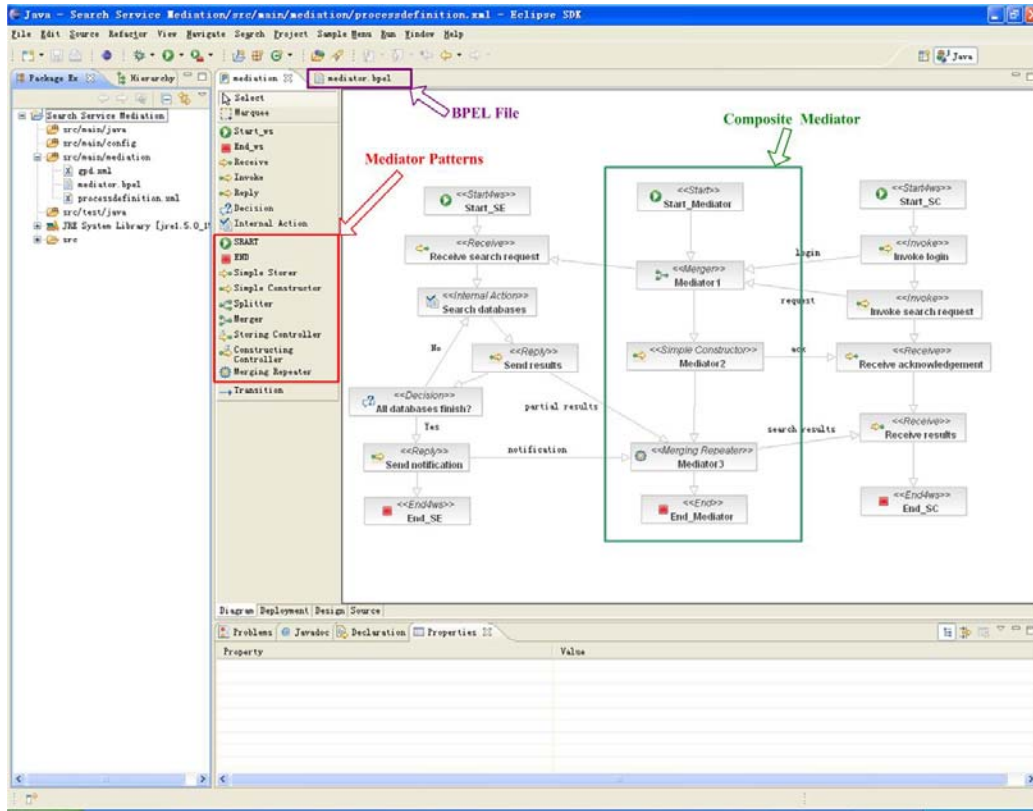 Java - Search Service Mediation/src/main/mediation/processdefinition.xml - Eclipse SDK
File Edit Source Refactor View Navigate Search Project Sample Menu Run Window Help
Java
Package Ex
Hierarchy
mediation
mediator.bpel
Search Service Mediation
src/main/java
src/main/config
src/main/mediation
gpd.xml
mediator.bpel
processdefinition.xml
src/test/java
JRE System Library [jre1.5.0_1
src
Select
Marquee
Start_ws
End_ws
Receive
Invoke
Reply
Decision
Internal Action
SRART
END
Simple Storer
Simple Constructor
Splitter
Merger
Storing Controller
Constructing
Controller
Merging Repeater
Transition
BPEL File
Mediator Patterns
Composite Mediator
<<Start4ws>>
Start_SE
<<Receive>>
Receive search request
<<Internal Action>>
Search databases
No
<<Reply>>
Send results
<<Decision>>
All databases finish?
Yes
partial results
<<Reply>>
Send notification
notification
<<End4ws>>
End_SE
<<Start>>
Start_Mediator
<<Merger>>
Mediator1
<<Simple Constructor>>
Mediator2
<<Merging Repeater>>
Mediator3
<<End>>
End_Mediator
login
request
ack
search results
<<Start4ws>>
Start_SC
<<Invoke>>
Invoke login
<<Invoke>>
Invoke search request
<<Receive>>
Receive acknowledgement
<<Receive>>
Receive results
<<End4ws>>
End_SC
Diagram Deployment Design Source
Problems Javadoc Declaration Properties
Property Value